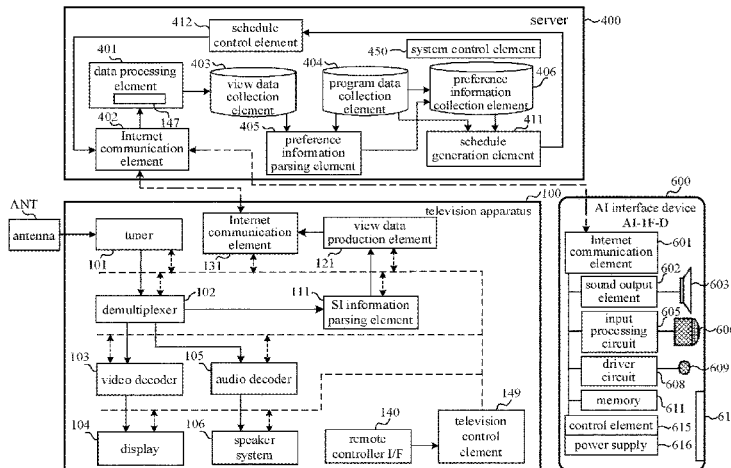 server
400
412
schedule
control element
450
system control element
401
data processing
element
147
403
view data
collection
element
404
program data
collection
element
preference
information
collection element
406
402
Internet
communication
element
405
preference
information
parsing element
411
schedule
generation element
100
television apparatus
ANT
antenna
tuner
101
Internet
communication
element
131
view data
production element
121
102
demultiplexer
111
SI information
parsing element
103
video decoder
105
audio decoder
104
display
106
speaker
system
140
remote
controller I/F
149
television
control
element
600
AI interface device
AI-IF-D
Internet
communication
element
601
602
sound output
element
603
605
input
processing
circuit
606
driver
circuit
608
609
memory
611
control element
615
power supply
616